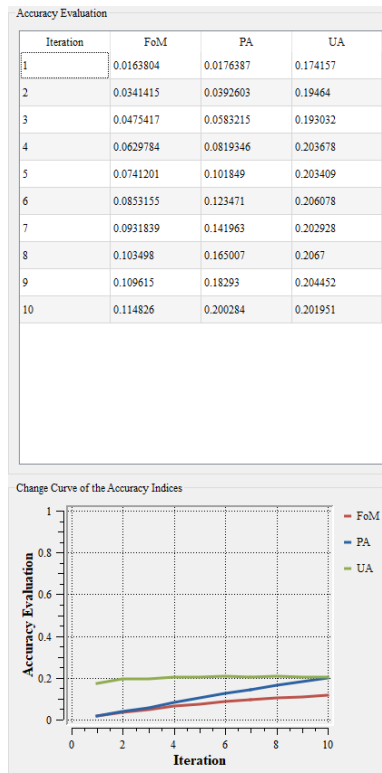 Accuracy Evaluation
Iteration FoM PA UA
1 0.0163804 0.0176387 0.174157
2 0.0341415 0.0392603 0.19464
3 0.0475417 0.0583215 0.193032
4 0.0629784 0.0819346 0.203678
5 0.0741201 0.101849 0.203409
6 0.0853155 0.123471 0.206078
7 0.0931839 0.141963 0.202928
8 0.103498 0.165007 0.2067
9 0.109615 0.18293 0.204452
10 0.114826 0.200284 0.201951
Change Curve of the Accuracy Indices
Accuracy Evaluation
1
0.8
0.6
0.4
0.2
0
0 2 4 6 8 10
Iteration
FoM
PA
UA